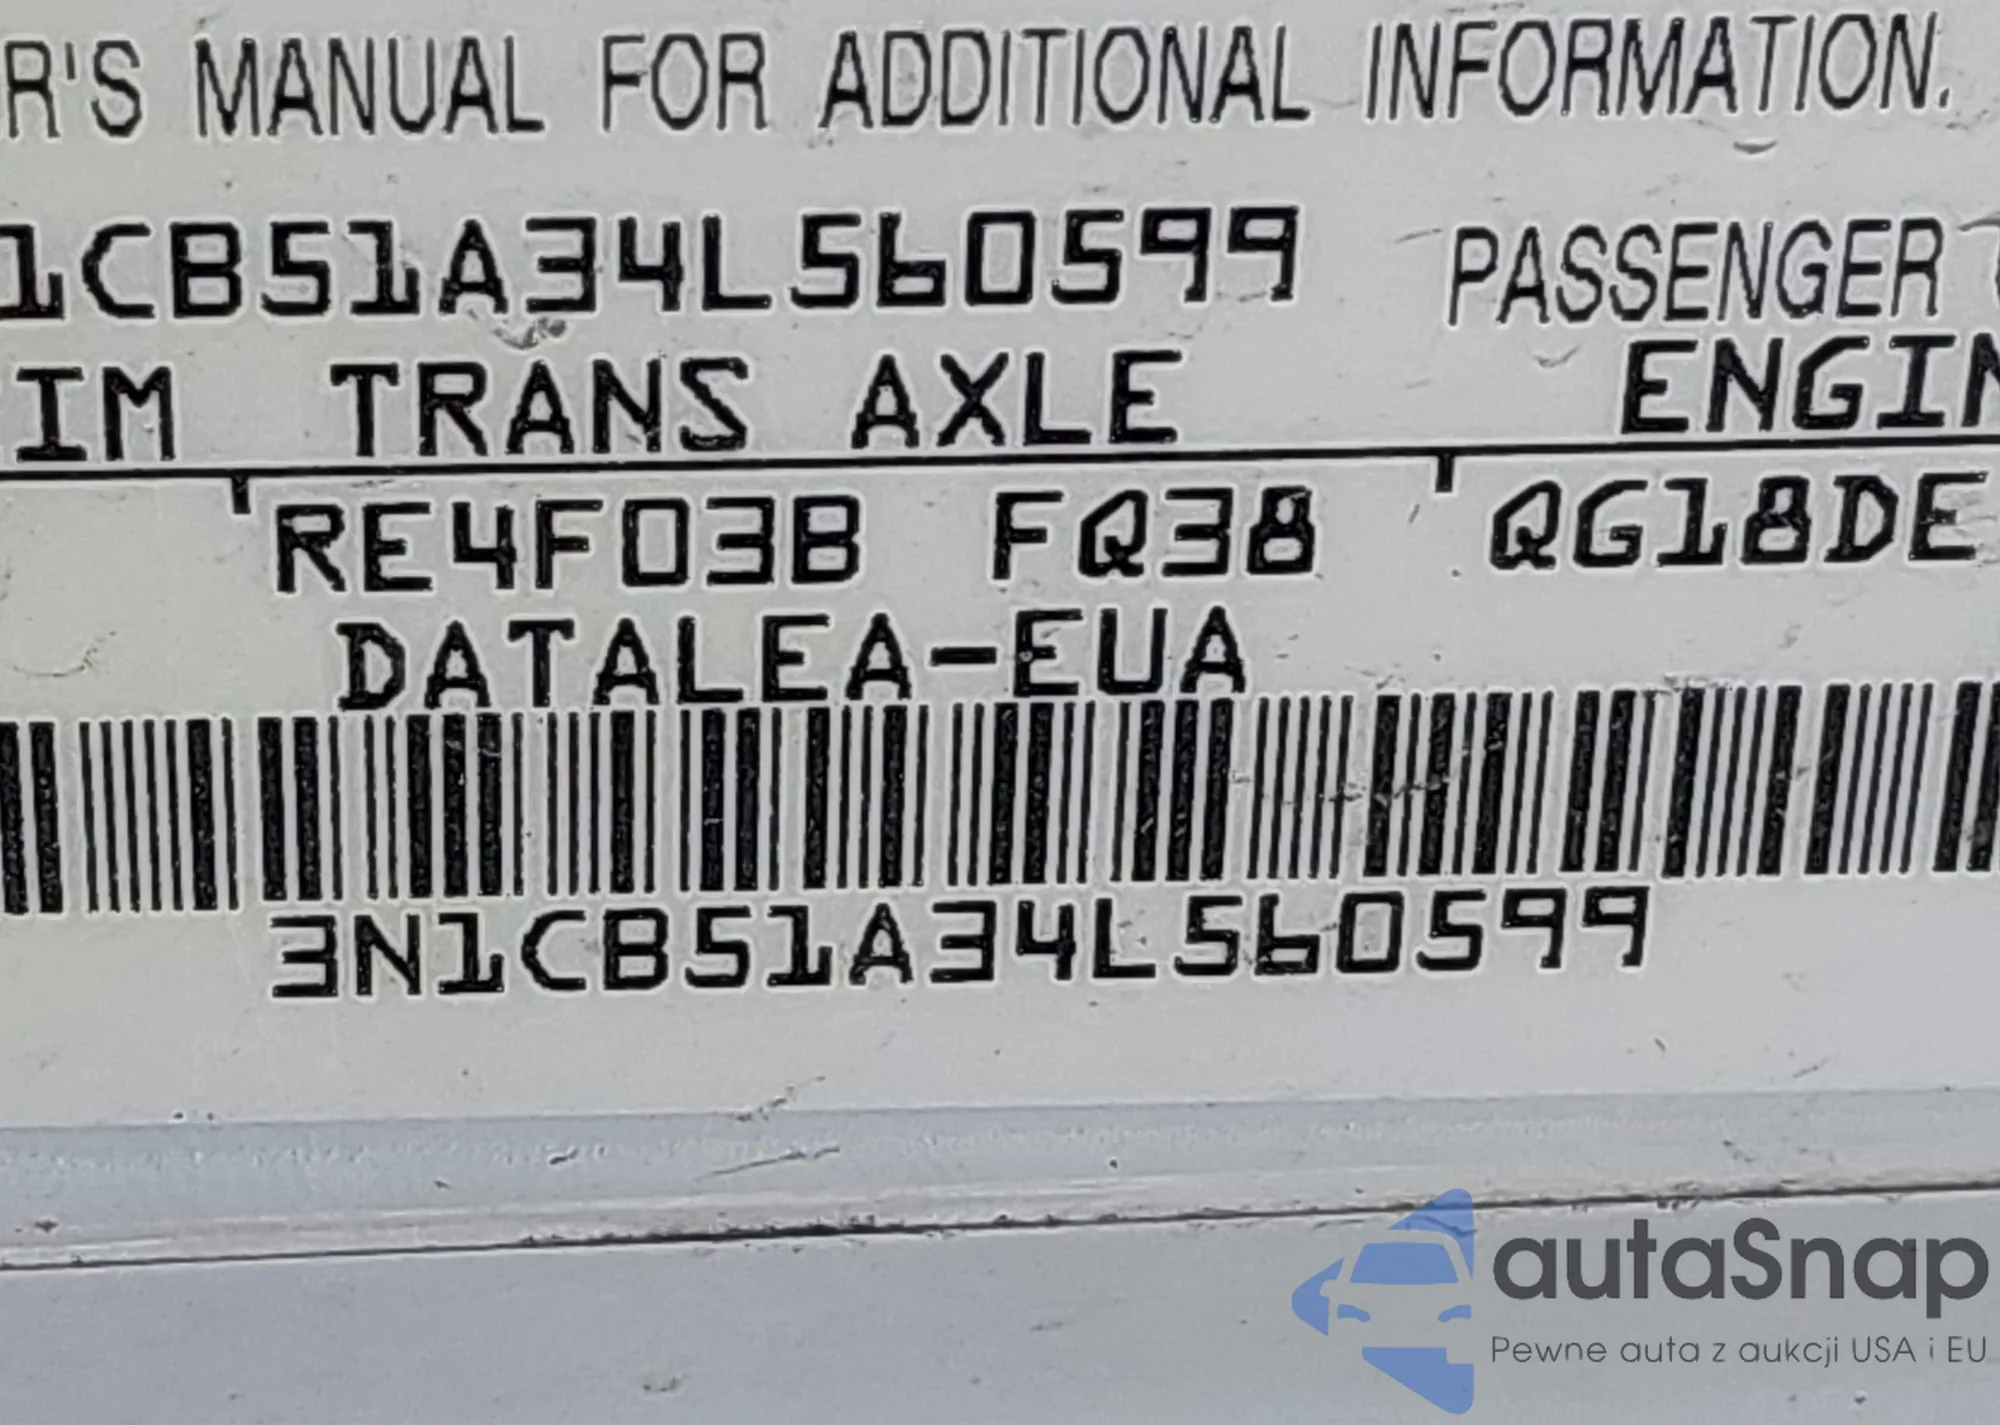 R'S MANUAL FOR ADDITIONAL INFORMATION.
1CB51A34L560599 PASSENGER
IM TRANS AXLE ENGIN
RE4F03B FQ38 QG18DE
DATALEA-EUA
3N1CB51A34L560599
autaSnap
Pewne auta z aukcji USA i EU